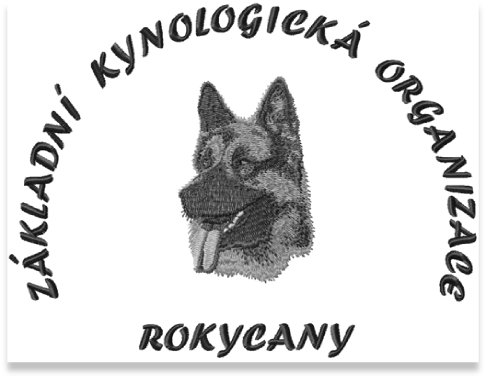 ZÁKLADNÍ KYNOLOGICKÁ ORGANIZACE
ROKYCANY